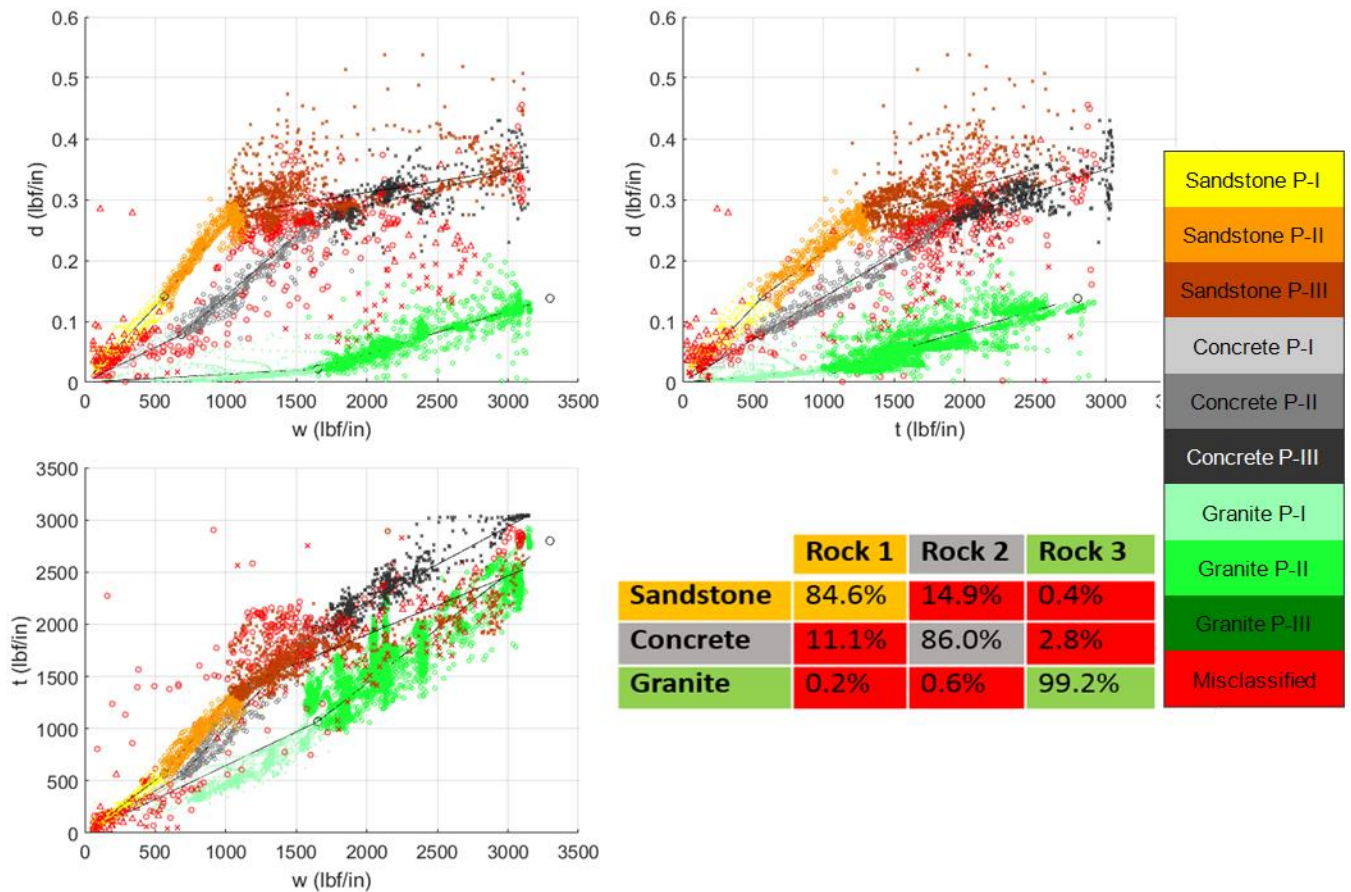 0.6
0.5
0.4
0.3
0.2
0.1
0
d (lbf/in)
0 500 1000 1500 2000 2500 3000 3500
w (lbf/in)
0.6
0.5
0.4
0.3
0.2
0.1
0
d (lbf/in)
0 500 1000 1500 2000 2500 3000
t (lbf/in)
Sandstone P-I
Sandstone P-II
Sandstone P-III
Concrete P-I
Concrete P-II
Concrete P-III
Granite P-I
Granite P-II
Granite P-III
Misclassified
3500
3000
2500
2000
1500
1000
500
0
t (lbf/in)
0 500 1000 1500 2000 2500 3000 3500
w (lbf/in)
Rock 1 Rock 2 Rock 3
Sandstone 84.6% 14.9% 0.4%
Concrete 11.1% 86.0% 2.8%
Granite 0.2% 0.6% 99.2%